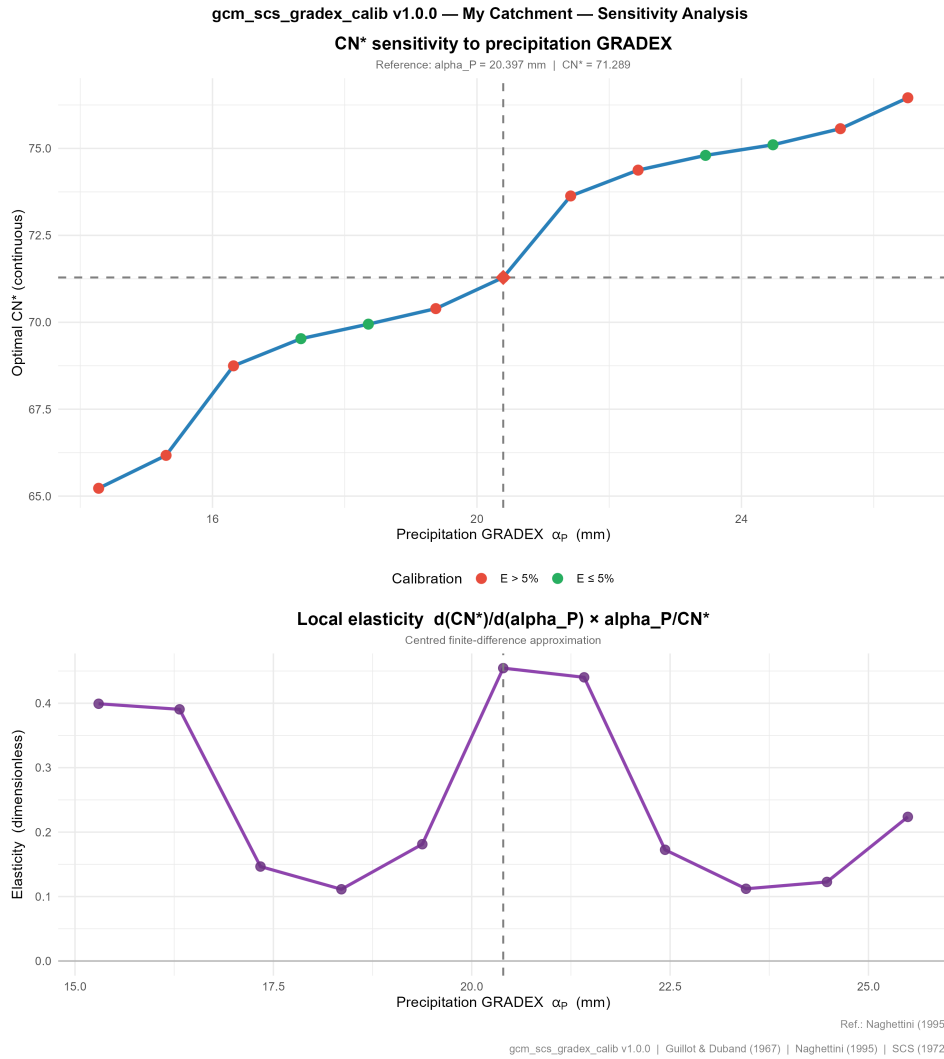 gcm_scs_gradex_calib v1.0.0 — My Catchment — Sensitivity Analysis
CN* sensitivity to precipitation GRADEX
Reference: alpha_P = 20.397 mm | CN* = 71.289
Optimal CN* (continuous)
75.0
72.5
70.0
67.5
65.0
16 20 24
Precipitation GRADEX αP (mm)
Calibration E > 5% E ≤ 5%
Local elasticity d(CN*)/d(alpha_P) × alpha_P/CN*
Centred finite-difference approximation
Elasticity (dimensionless)
0.4
0.3
0.2
0.1
0.0
15.0 17.5 20.0 22.5 25.0
Precipitation GRADEX αP (mm)
Ref.: Naghettini (1995
gcm_scs_gradex_calib v1.0.0 | Guillot & Duband (1967) | Naghettini (1995) | SCS (1972